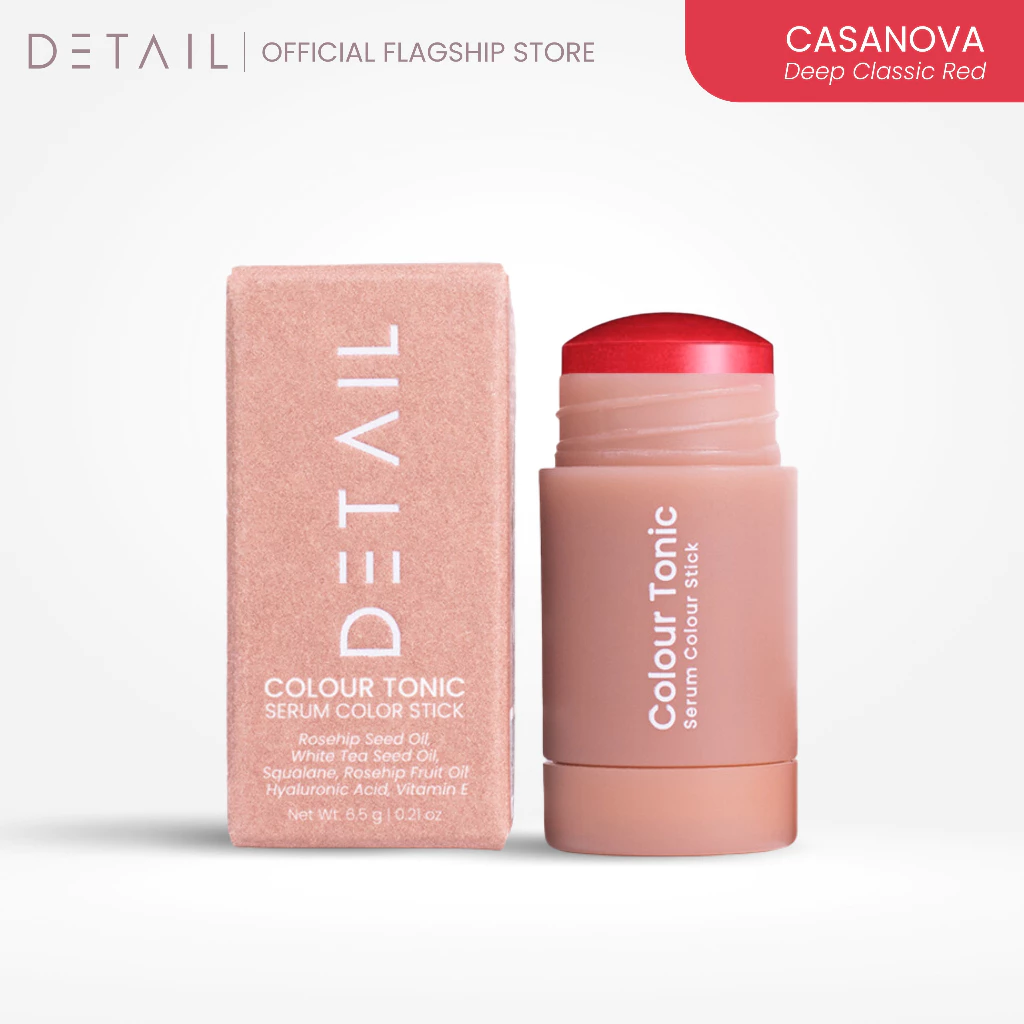 DETAIL | OFFICIAL FLAGSHIP STORE
CASANOVA
Deep Classic Red
DETAIL
COLOUR TONIC
SERUM COLOR STICK
Rosehip Seed Oil,
White Tea Seed Oil,
Squalane, Rosehip Fruit Oil
Hyaluronic Acid, Vitamin E
Net Wt. 6.5 g | 0.21 oz
Colour Tonic
Serum Colour Stick